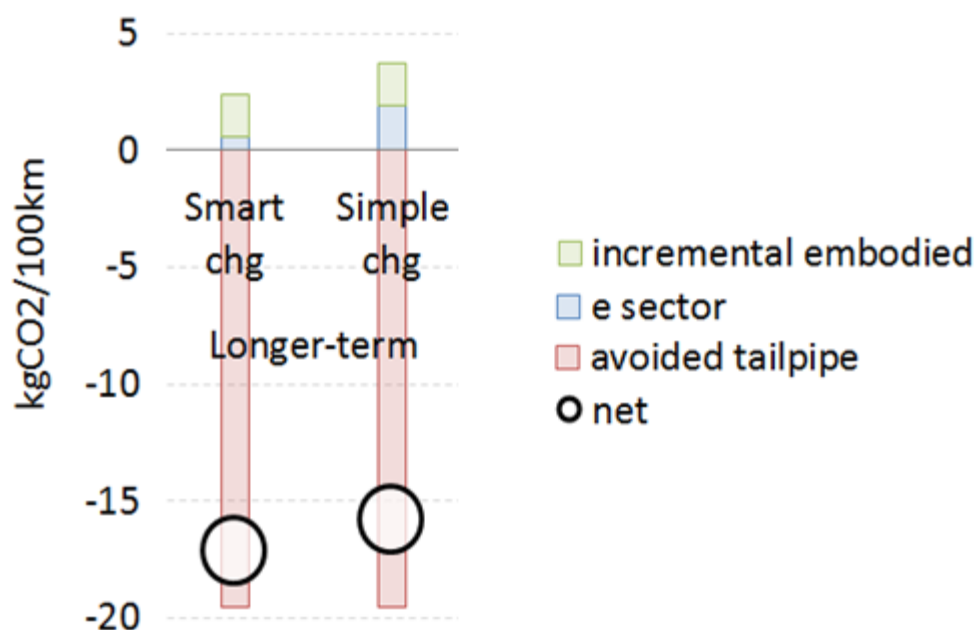 kgCO2/100km
5
0
-5
-10
-15
-20
Smart
chg
Simple
chg
Longer-term
incremental embodied
e sector
avoided tailpipe
net